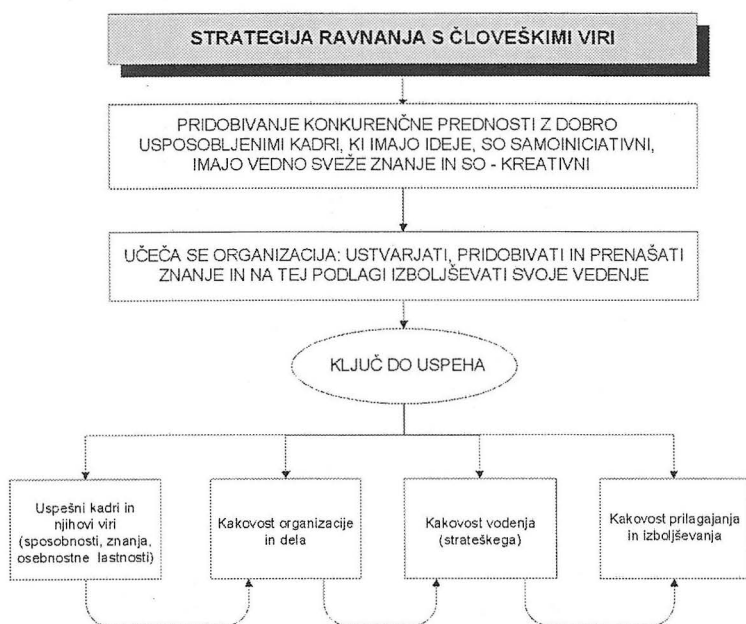 STRATEGIJA RAVNANJA S ČLOVEŠKIMI VIRI
PRIDOBIVANJE KONKURENČNE PREDNOSTI Z DOBRO
USPOSOBLJENIMI KADRI, KI IMAJO IDEJE, SO SAMOINICIATIVNI,
IMAJO VEDNO SVEŽE ZNANJE IN SO - KREATIVNI
UČEČA SE ORGANIZACIJA: USTVARJATI, PRIDOBIVATI IN PRENAŠATI
ZNANJE IN NA TEJ PODLAGI IZBOLJŠEVATI SVOJE VEDENJE
KLJUČ DO USPEHA
Uspešni kadri in
njihovi viri
(sposobnosti, znanja,
osebnostne lastnosti)
Kakovost organizacije
in dela
Kakovost vodenja
(strateškega)
Kakovost prilagajanja
in izboljševanja